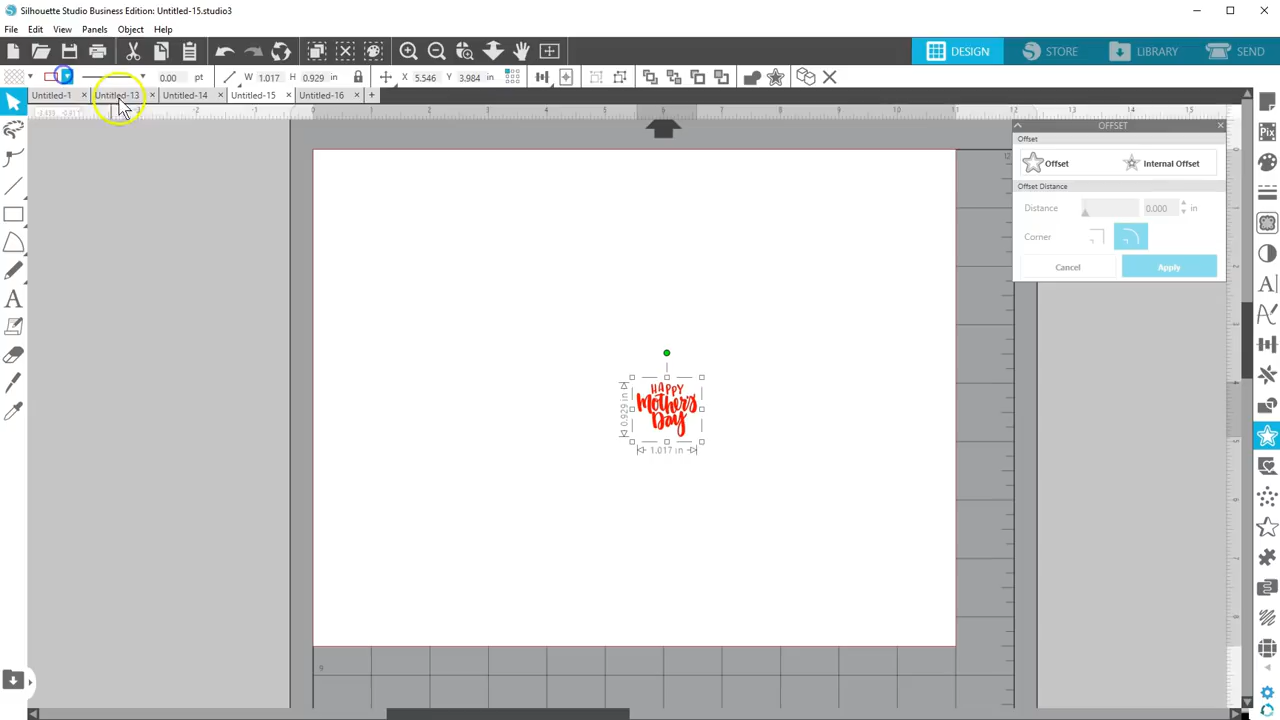 Silhouette Studio Business Edition: Untitled-15.studio3
File Edit View Panels Object Help
DESIGN STORE LIBRARY SEND
0.00 pt W 1.017 H 0.929 in X 5.546 Y 3.984 in
Untitled-1 Untitled-13 Untitled-14 Untitled-15 Untitled-16
OFFSET
Offset
Offset Internal Offset
Offset Distance
Distance 0.000 in
Corner
Cancel Apply
HAPPY
Mother's
Day
0.929 in
1.017 in